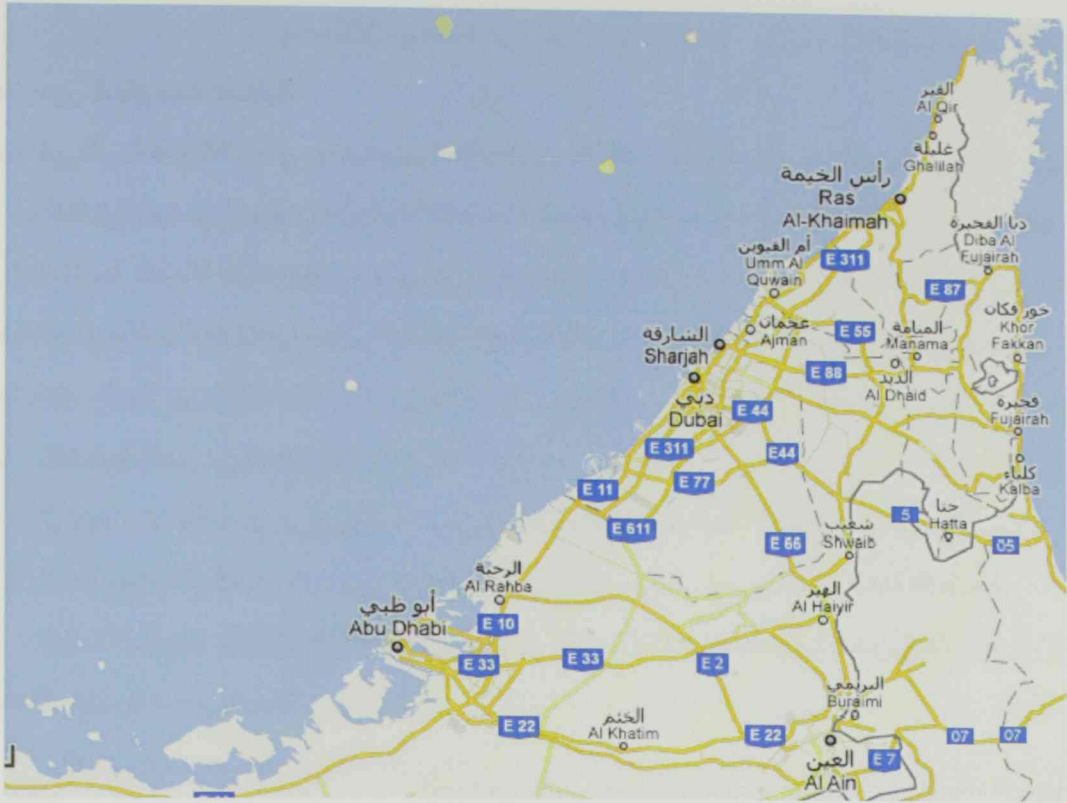 القير
Al Qir
غليلة
Ghalilah
رأس الخيمة
Ras
Al-Khaimah
دبا الفجيرة
Diba Al
Fujairah
أم القيوين
Umm Al
Quwain
E 311
E 87
خور فكان
Khor
Fakkan
عجمان
Ajman
E 55
المنامة
Manama
الشارقة
Sharjah
E 88
الذيد
Al Dhaid
دبي
Dubai
E 44
فجيرة
Fujairah
E 311
E44
كلباء
Kalba
E 77
E 11
E 611
5
حتا
Hatta
05
شعيب
Shwaib
E 66
الرحبة
Al Rahba
الهير
Al Haiyir
أبو ظبي
Abu Dhabi
E 10
E 33
E 33
E 2
البريمي
Buraimi
الختم
Al Khatim
E 22
E 22
07
07
العين
Al Ain
E 7